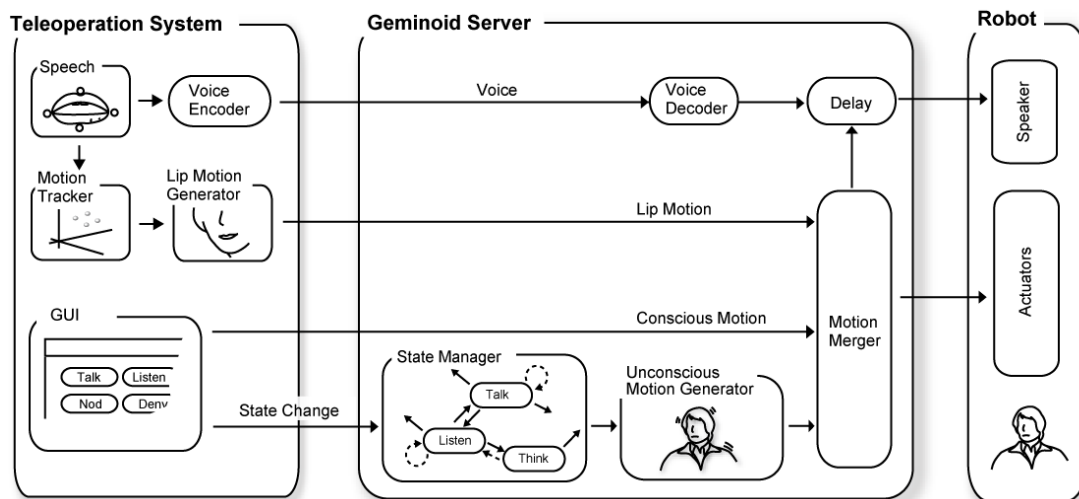 Teleoperation System
Geminoid Server
Robot
Speech
Voice
Encoder
Voice
Voice
Decoder
Delay
Speaker
Motion
Tracker
Lip Motion
Generator
Lip Motion
GUI
Talk
Listen
Nod
Deny
Conscious Motion
Motion
Merger
Actuators
State Change
State Manager
Talk
Listen
Think
Unconscious
Motion Generator